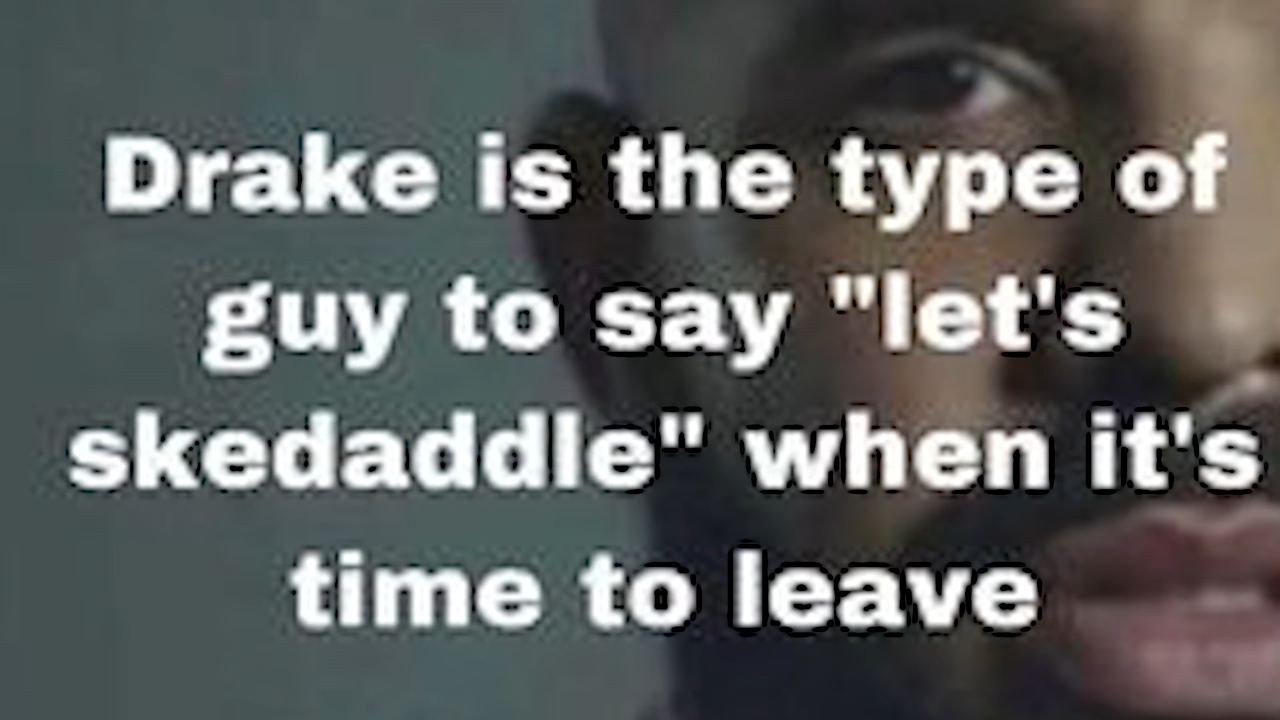 Drake is the type of
guy to say "let's
skedaddle" when it's
time to leave